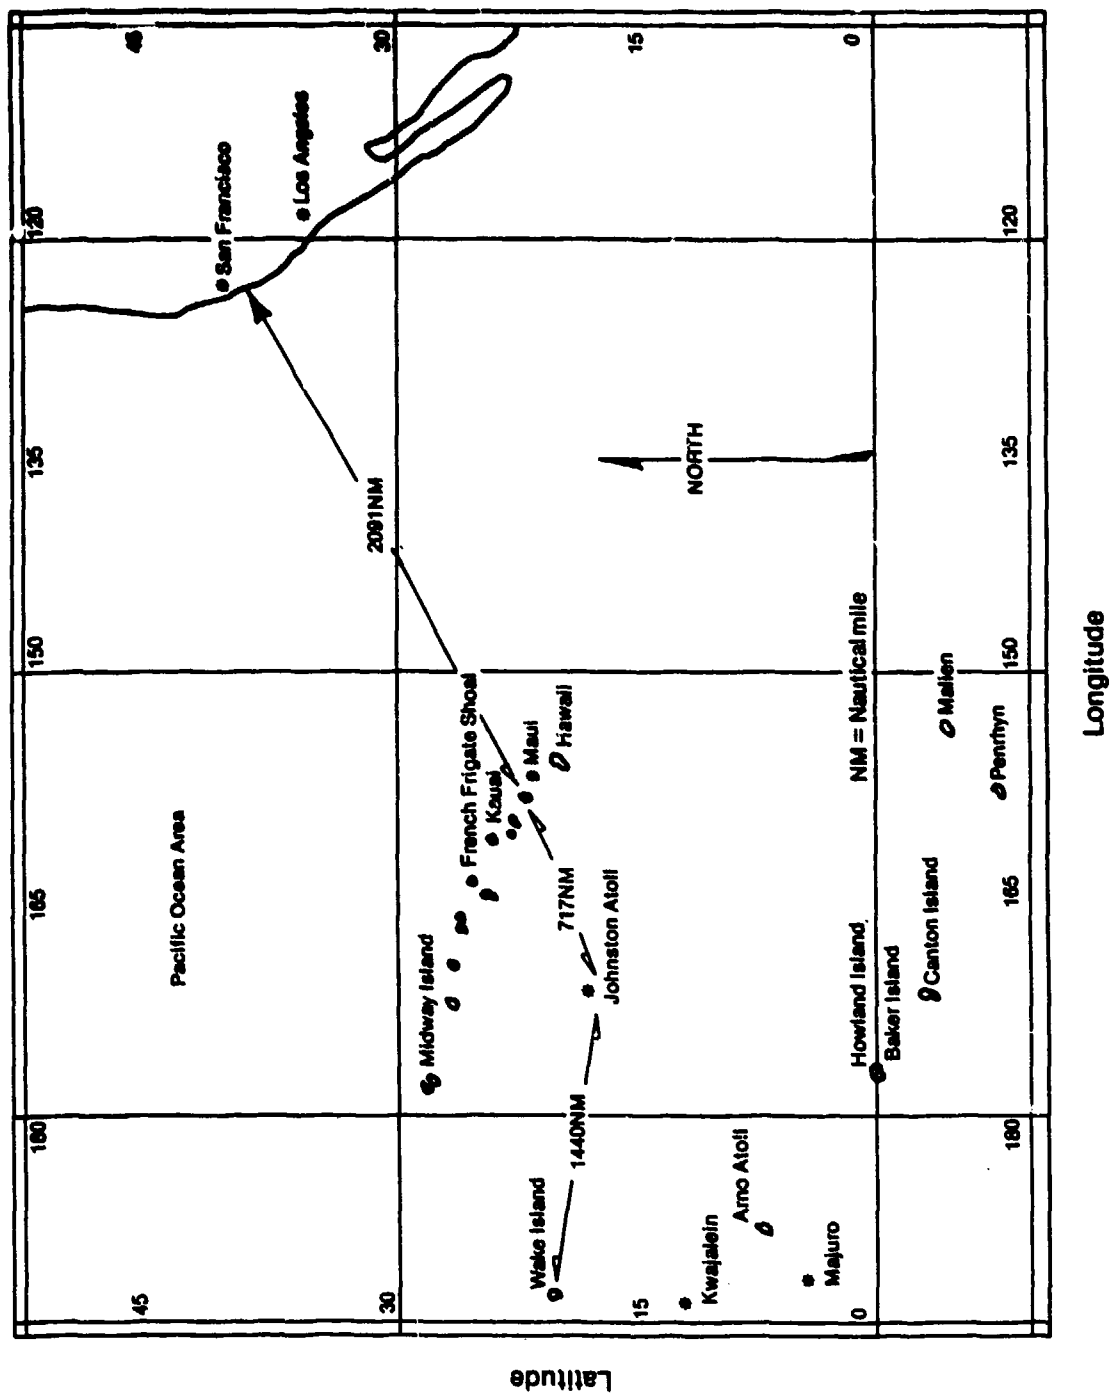 45
30
15
0
120
San Francisco
Los Angeles
120
135
2091NM
NORTH
135
150
French Frigate Shoal
Kauai
Maui
Hawaii
NM = Nautical mile
150
Malien
Penrhyn
Longitude
Pacific Ocean Area
165
Midway Island
717NM
Johnston Atoll
Howland Island
Baker Island
Canton Island
165
180
1440NM
180
Wake Island
Arno Atoll
Kwajalein
Majuro
45
30
15
0
Latitude